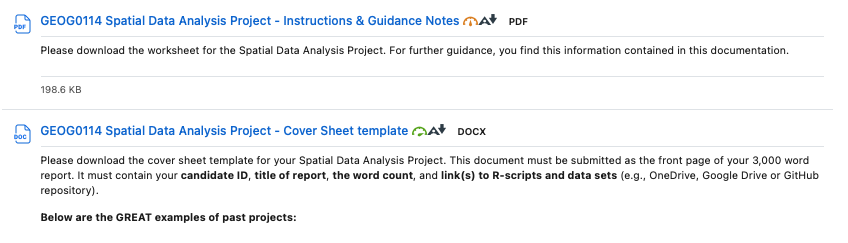 PDF
GEOG0114 Spatial Data Analysis Project - Instructions & Guidance Notes PDF
Please download the worksheet for the Spatial Data Analysis Project. For further guidance, you find this information contained in this documentation.
198.6 KB
DOC
GEOG0114 Spatial Data Analysis Project - Cover Sheet template DOCX
Please download the cover sheet template for your Spatial Data Analysis Project. This document must be submitted as the front page of your 3,000 word
report. It must contain your candidate ID, title of report, the word count, and link(s) to R-scripts and data sets (e.g., OneDrive, Google Drive or GitHub
repository).
Below are the GREAT examples of past projects: